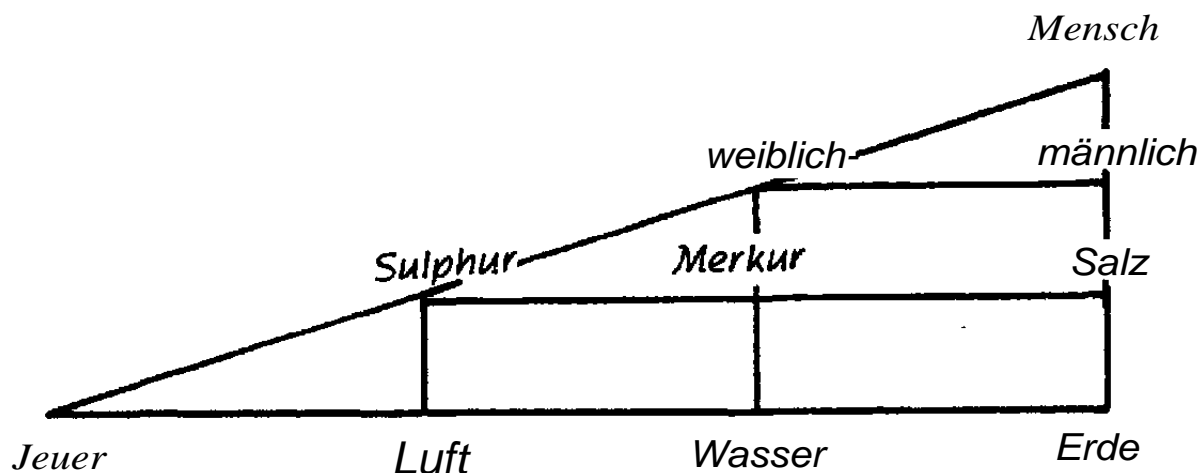 Mensch
weiblich männlich
Sulphur Merkur Salz
Jeuer Luft Wasser Erde